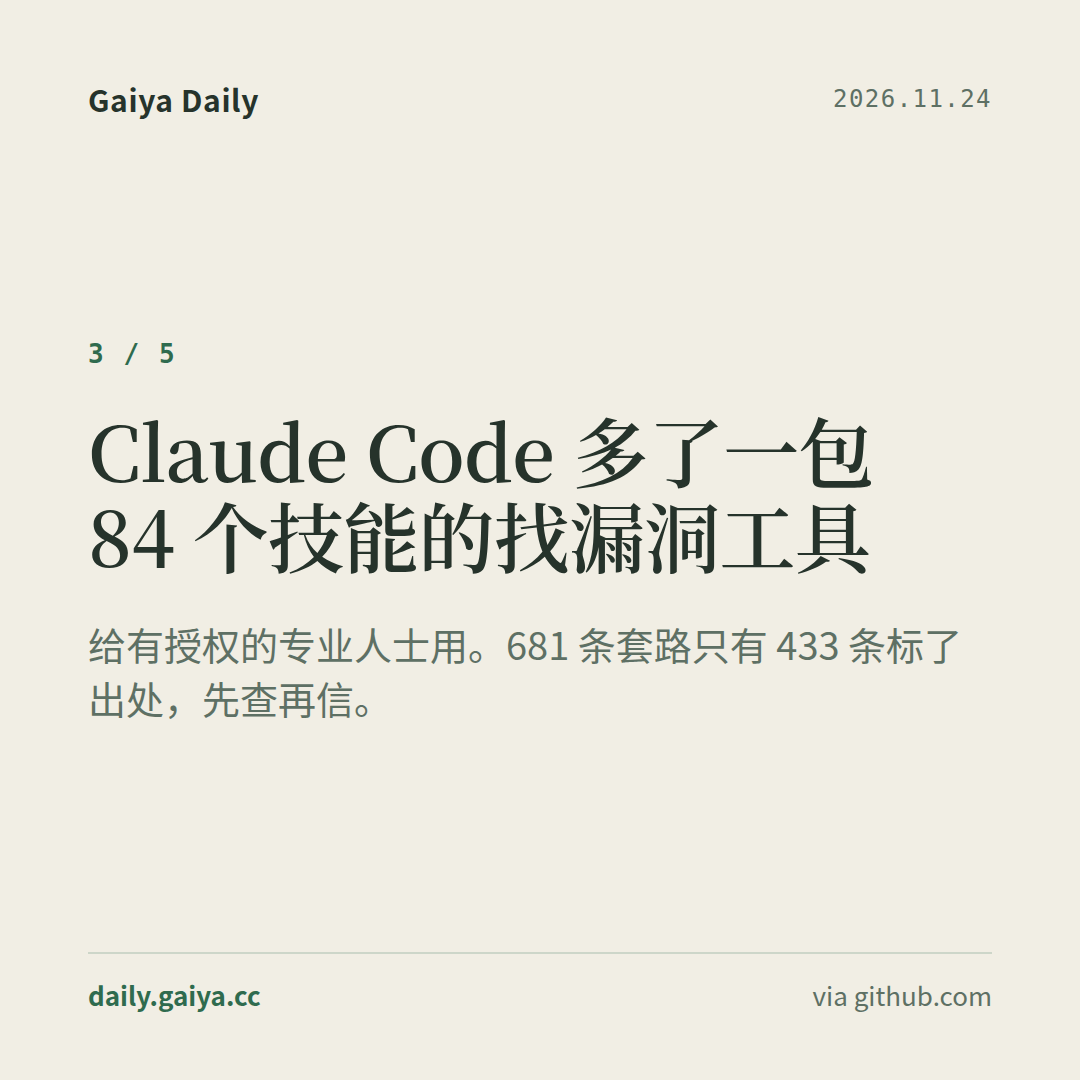 Gaiya Daily
2026.11.24
3 / 5
Claude Code 多了一包
84 个技能的找漏洞工具
给有授权的专业人士用。681 条套路只有 433 条标了
出处，先查再信。
daily.gaiya.cc
via github.com